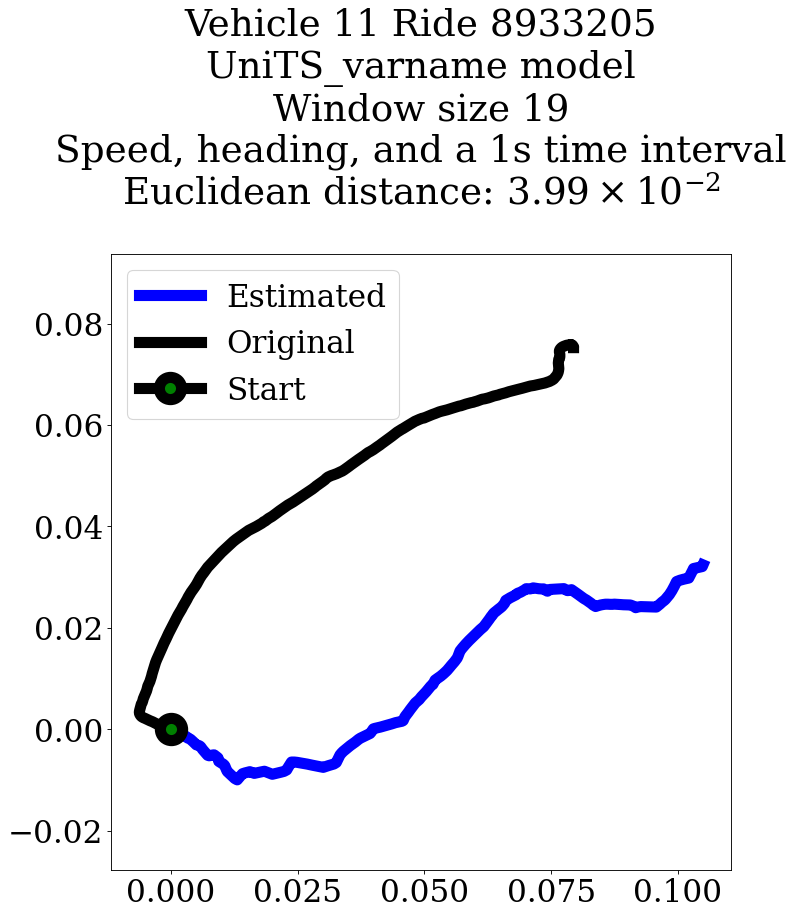 Vehicle 11 Ride 8933205
UniTS_varname model
Window size 19
Speed, heading, and a 1s time interval
Euclidean distance: 3.99 × 10⁻²
Estimated
Original
Start
0.08
0.06
0.04
0.02
0.00
−0.02
0.000 0.025 0.050 0.075 0.100